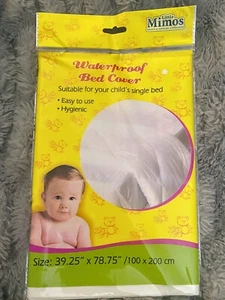 Little
Mimos
Waterproof
Bed Cover
Suitable for your child's single bed
• Easy to use
• Hygienic
Size: 39.25" x 78.75" /100 x 200 cm